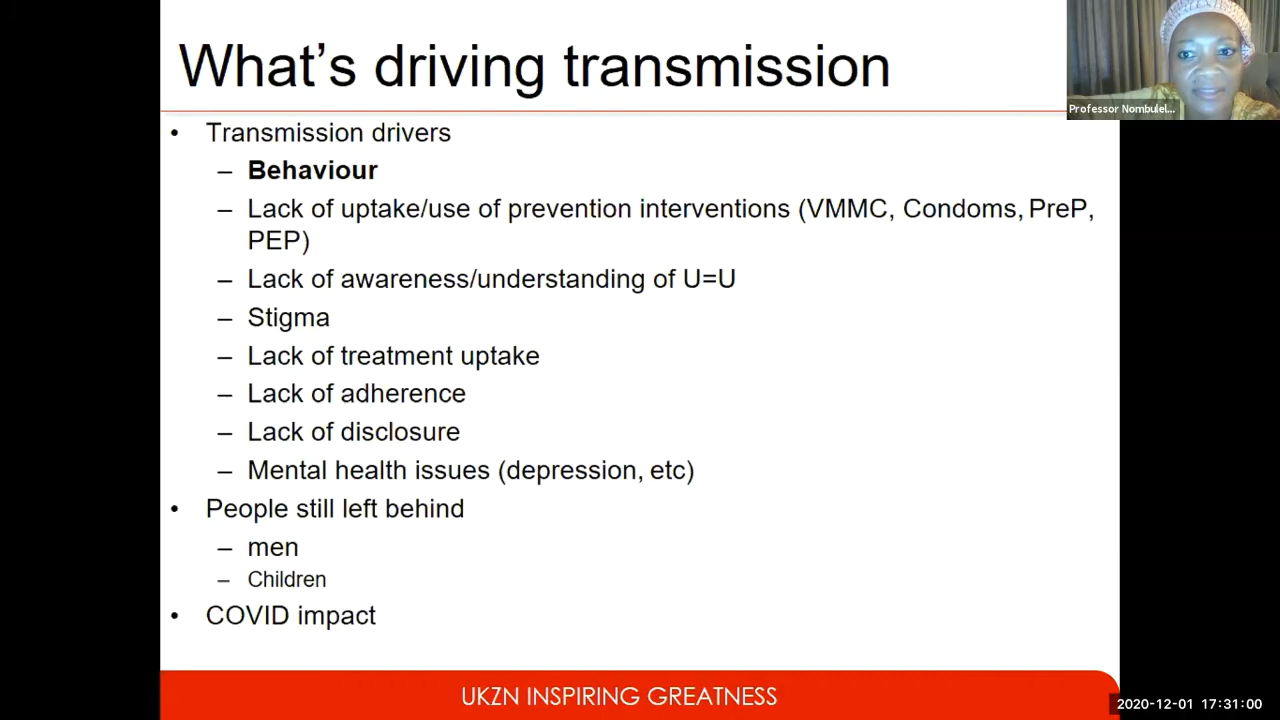 What's driving transmission
Professor Nombulel...
• Transmission drivers
– Behaviour
– Lack of uptake/use of prevention interventions (VMMC, Condoms, PreP,
PEP)
– Lack of awareness/understanding of U=U
– Stigma
– Lack of treatment uptake
– Lack of adherence
– Lack of disclosure
– Mental health issues (depression, etc)
• People still left behind
– men
– Children
• COVID impact
UKZN INSPIRING GREATNESS
2020-12-01 17:31:00